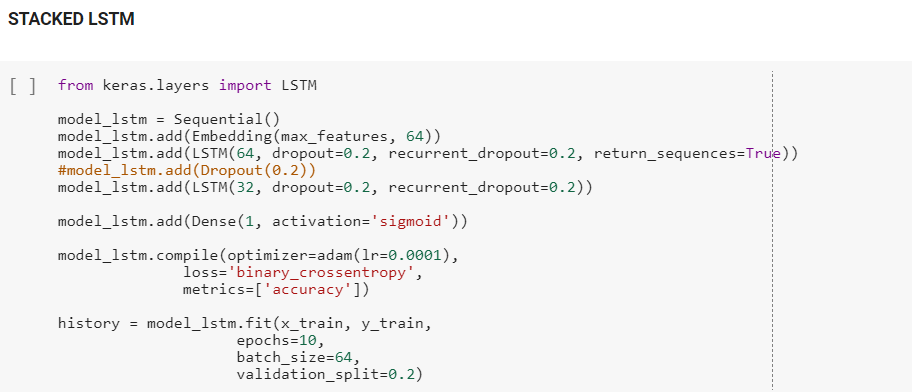 STACKED LSTM
[ ] from keras.layers import LSTM
model_lstm = Sequential()
model_lstm.add(Embedding(max_features, 64))
model_lstm.add(LSTM(64, dropout=0.2, recurrent_dropout=0.2, return_sequences=True))
#model_lstm.add(Dropout(0.2))
model_lstm.add(LSTM(32, dropout=0.2, recurrent_dropout=0.2))
model_lstm.add(Dense(1, activation='sigmoid'))
model_lstm.compile(optimizer=adam(lr=0.0001),
loss='binary_crossentropy',
metrics=['accuracy'])
history = model_lstm.fit(x_train, y_train,
epochs=10,
batch_size=64,
validation_split=0.2)